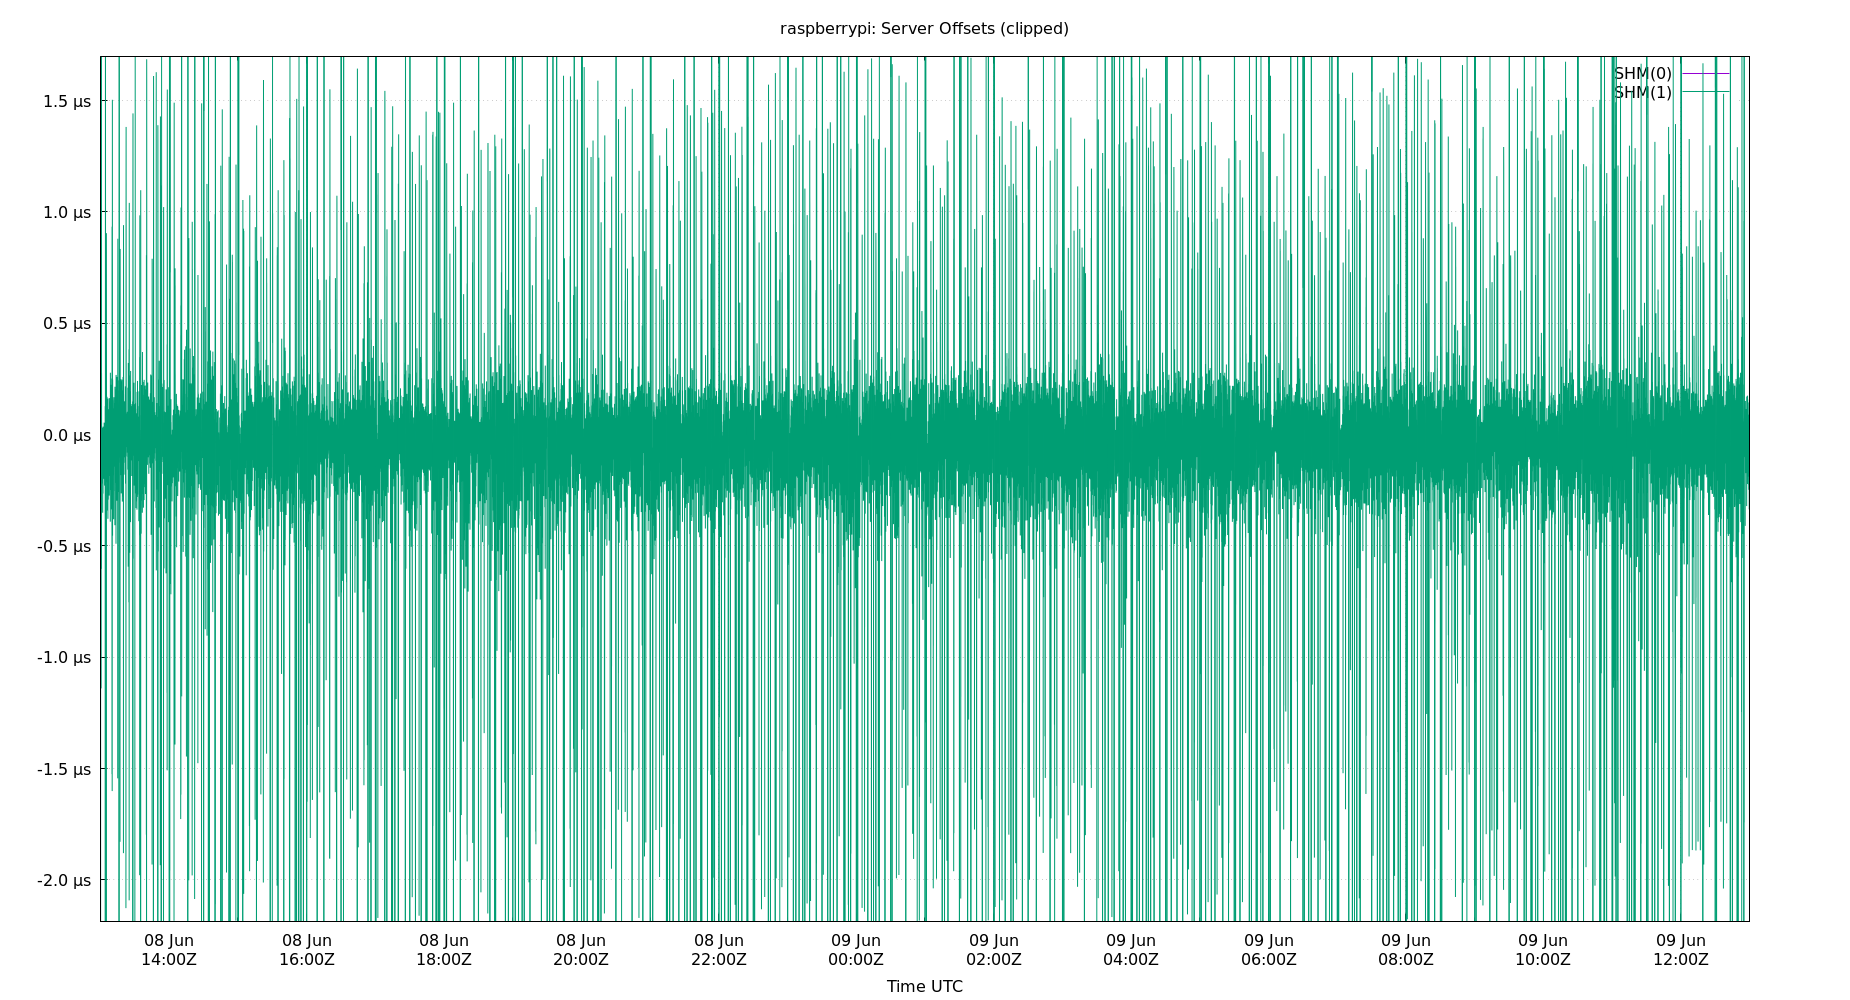 raspberrypi: Server Offsets (clipped)
SHM(0)
SHM(1)
1.5 µs
1.0 µs
0.5 µs
0.0 µs
-0.5 µs
-1.0 µs
-1.5 µs
-2.0 µs
08 Jun 08 Jun 08 Jun 08 Jun 08 Jun 09 Jun 09 Jun 09 Jun 09 Jun 09 Jun 09 Jun 09 Jun
14:00Z 16:00Z 18:00Z 20:00Z 22:00Z 00:00Z 02:00Z 04:00Z 06:00Z 08:00Z 10:00Z 12:00Z
Time UTC